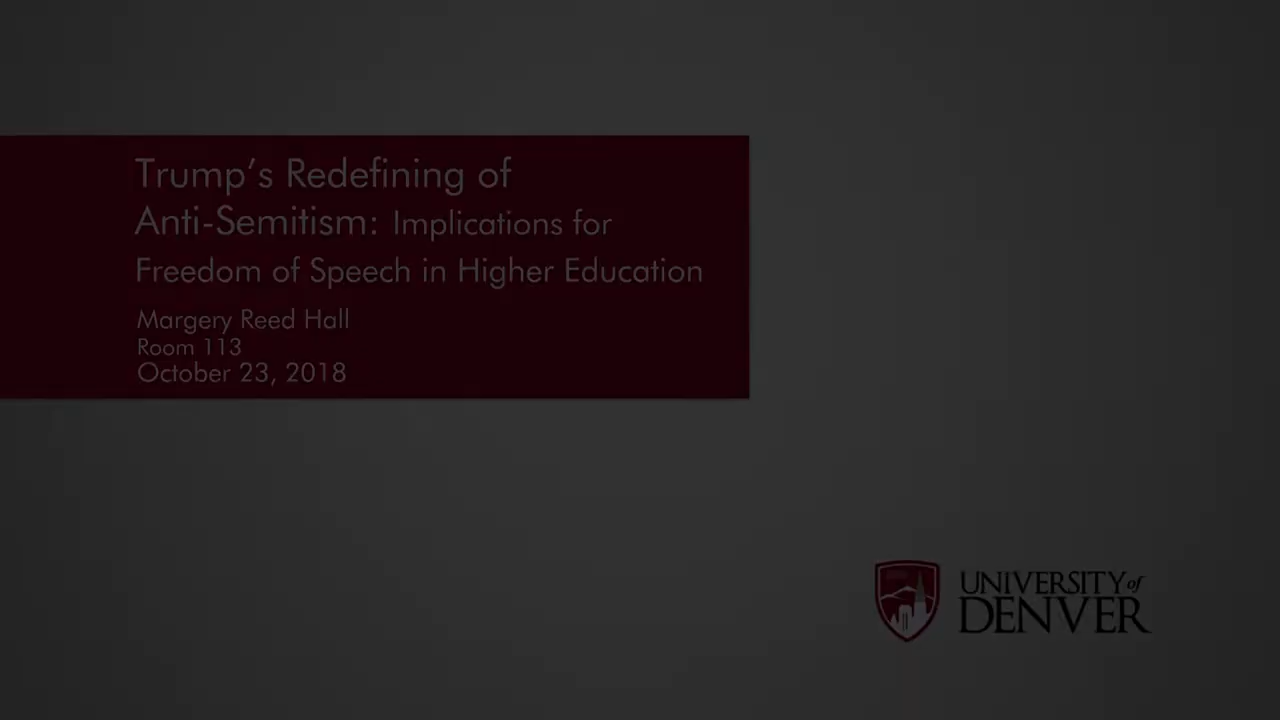 Trump's Redefining of
Anti-Semitism: Implications for
Freedom of Speech in Higher Education
Margery Reed Hall
Room 113
October 23, 2018
UNIVERSITY of
DENVER